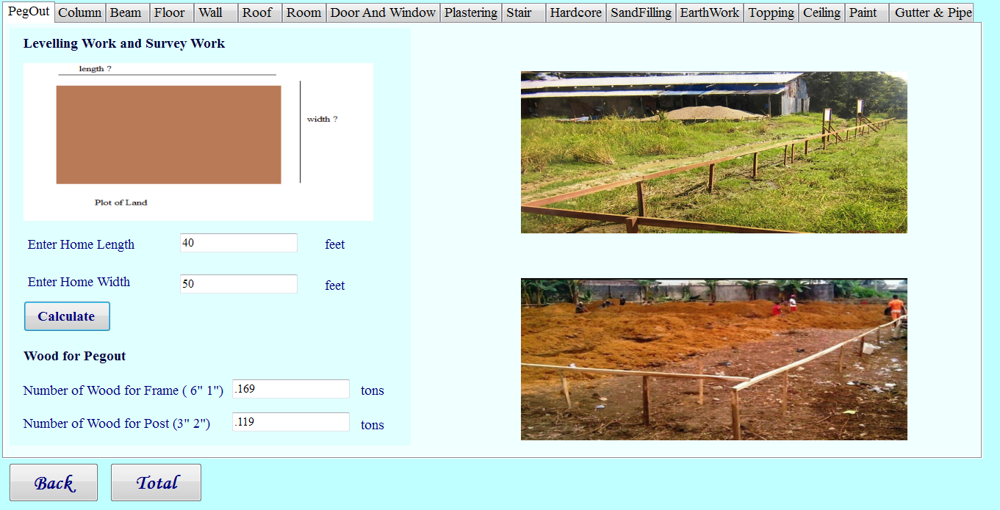 PegOut Column Beam Floor Wall Roof Room Door And Window Plastering Stair Hardcore SandFilling EarthWork Topping Ceiling Paint Gutter & Pipe
Levelling Work and Survey Work
length ?
width ?
Plot of Land
Enter Home Length 40 feet
Enter Home Width 50 feet
Calculate
Wood for Pegout
Number of Wood for Frame ( 6" 1") .169 tons
Number of Wood for Post (3" 2") .119 tons
Back Total